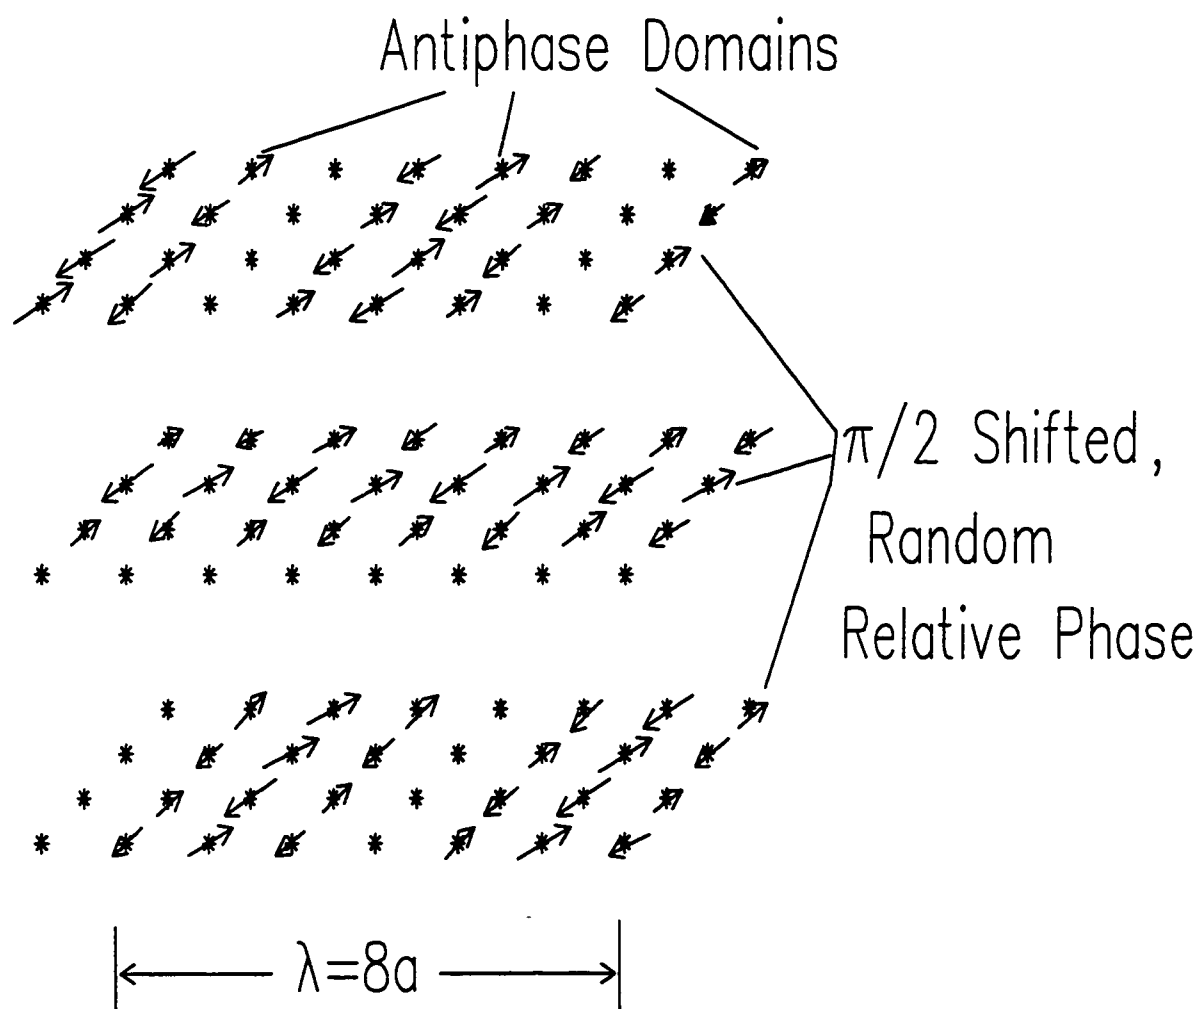 Antiphase Domains
π/2 Shifted,
Random
Relative Phase
λ=8a